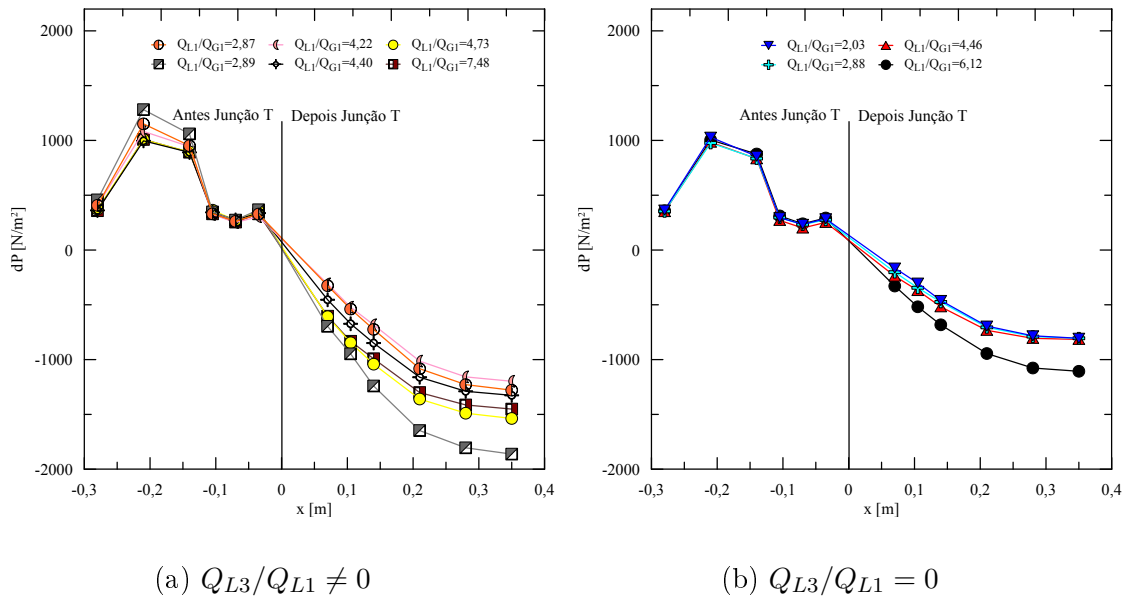 2000
1000
0
-1000
-2000
dP [N/m²]
Q_L1/Q_G1=2,87 Q_L1/Q_G1=4,22 Q_L1/Q_G1=4,73
Q_L1/Q_G1=2,89 Q_L1/Q_G1=4,40 Q_L1/Q_G1=7,48
Antes Junção T Depois Junção T
-0,3 -0,2 -0,1 0 0,1 0,2 0,3 0,4
x [m]
(a) Q_L3/Q_L1 ≠ 0
2000
1000
0
-1000
-2000
dP [N/m²]
Q_L1/Q_G1=2,03 Q_L1/Q_G1=4,46
Q_L1/Q_G1=2,88 Q_L1/Q_G1=6,12
Antes Junção T Depois Junção T
-0,3 -0,2 -0,1 0 0,1 0,2 0,3 0,4
x [m]
(b) Q_L3/Q_L1 = 0